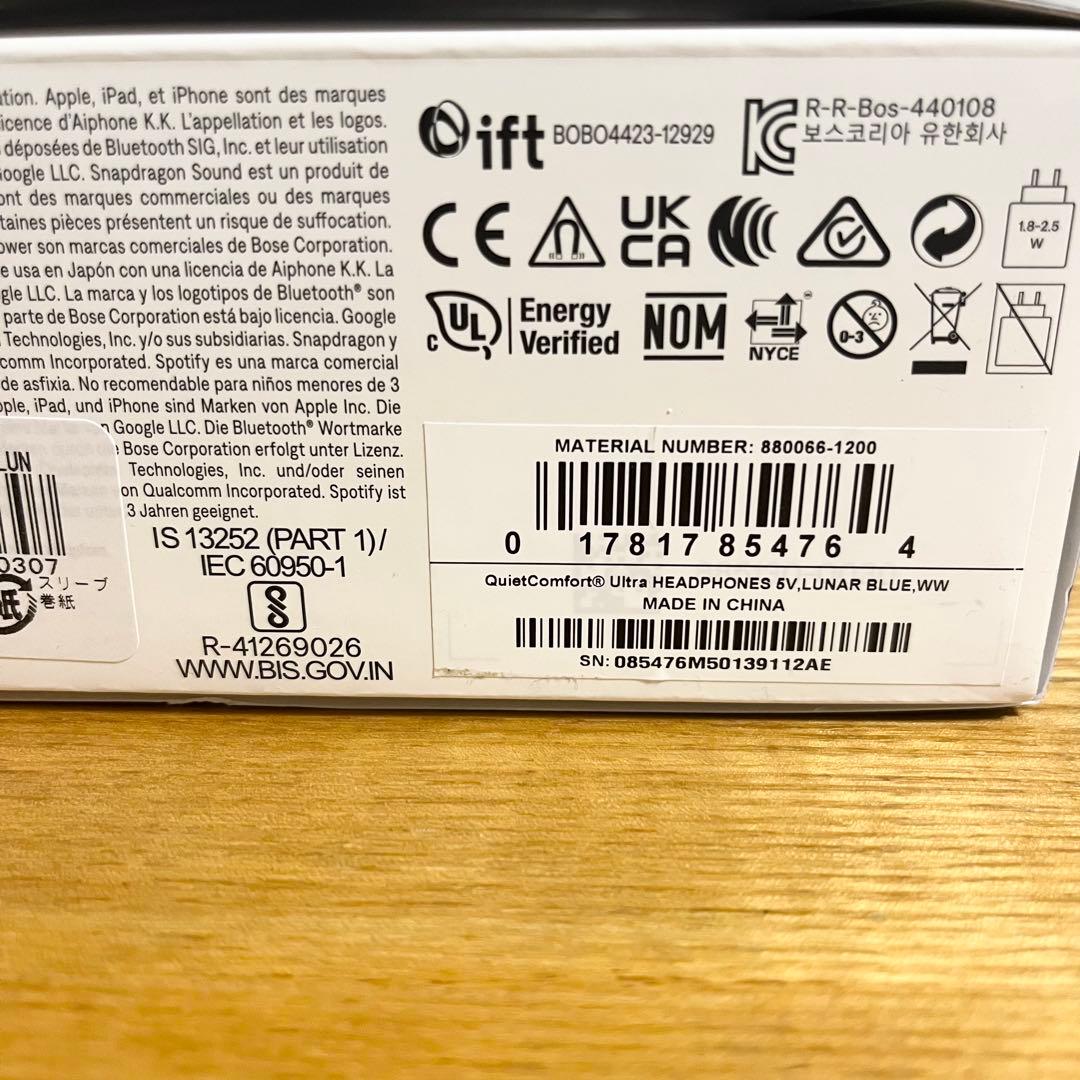 ation. Apple, iPad, et iPhone sont des marques
licence d'Aiphone K.K. L'appellation et les logos.
déposées de Bluetooth SIG, Inc. et leur utilisation
Google LLC. Snapdragon Sound est un produit de
ont des marques commerciales ou des marques
taines pièces présentent un risque de suffocation.
ower son marcas comerciales de Bose Corporation.
e usa en Japón con una licencia de Aiphone K.K. La
gle LLC. La marca y los logotipos de Bluetooth® son
parte de Bose Corporation está bajo licencia. Google
Technologies, Inc. y/o sus subsidiarias. Snapdragon y
comm Incorporated. Spotify es una marca comercial
de asfixia. No recomendable para niños menores de 3
ople, iPad, und iPhone sind Marken von Apple Inc. Die
n Google LLC. Die Bluetooth® Wortmarke
Bose Corporation erfolgt unter Lizenz.
Technologies, Inc. und/oder seinen
on Qualcomm Incorporated. Spotify ist
3 Jahren geeignet.
LUN
0307
紙
スリーブ
巻紙
IS 13252 (PART 1)/
IEC 60950-1
R-41269026
WWW.BIS.GOV.IN
ift BOBO4423-12929
R-R-Bos-440108
보스코리아 유한회사
CE
UK
CA
1.8-2.5
W
c UL Energy
Verified
NOM
NYCE
0-3
MATERIAL NUMBER: 880066-1200
0 17817 85476 4
QuietComfort® Ultra HEADPHONES 5V,LUNAR BLUE,WW
MADE IN CHINA
SN: 085476M50139112AE